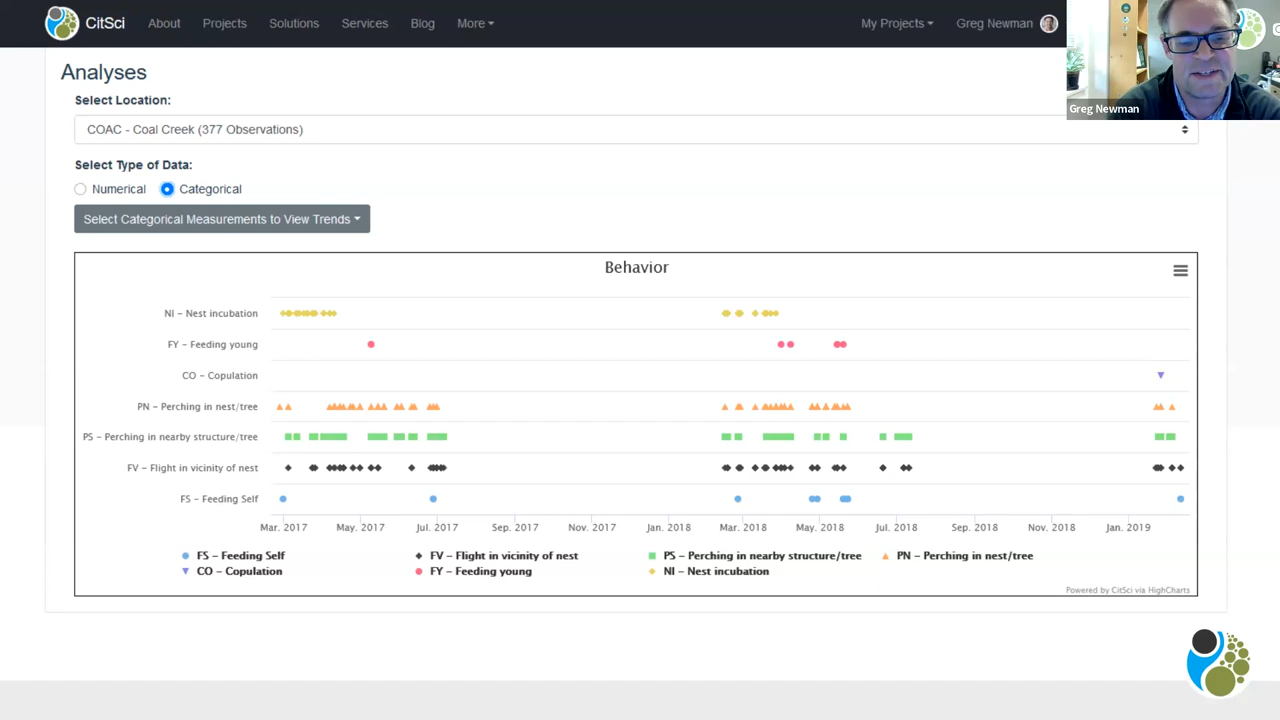 CitSci About Projects Solutions Services Blog More My Projects Greg Newman
Greg Newman
Analyses
Select Location:
COAC - Coal Creek (377 Observations)
Select Type of Data:
Numerical Categorical
Select Categorical Measurements to View Trends
Behavior
NI – Nest incubation
FY – Feeding young
CO – Copulation
PN – Perching in nest/tree
PS – Perching in nearby structure/tree
FV – Flight in vicinity of nest
FS – Feeding Self
Mar. 2017 May. 2017 Jul. 2017 Sep. 2017 Nov. 2017 Jan. 2018 Mar. 2018 May. 2018 Jul. 2018 Sep. 2018 Nov. 2018 Jan. 2019
FS – Feeding Self FV – Flight in vicinity of nest PS – Perching in nearby structure/tree PN – Perching in nest/tree
CO – Copulation FY – Feeding young NI – Nest incubation
Powered by CitSci via HighCharts